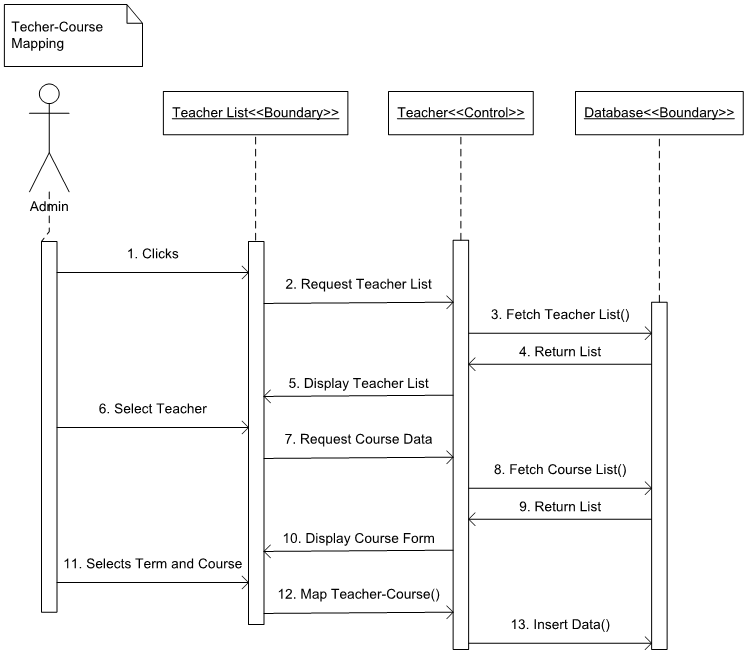 Techer-Course
Mapping
Teacher List<<Boundary>>
Teacher<<Control>>
Database<<Boundary>>
Admin
1. Clicks
2. Request Teacher List
3. Fetch Teacher List()
4. Return List
5. Display Teacher List
6. Select Teacher
7. Request Course Data
8. Fetch Course List()
9. Return List
10. Display Course Form
11. Selects Term and Course
12. Map Teacher-Course()
13. Insert Data()